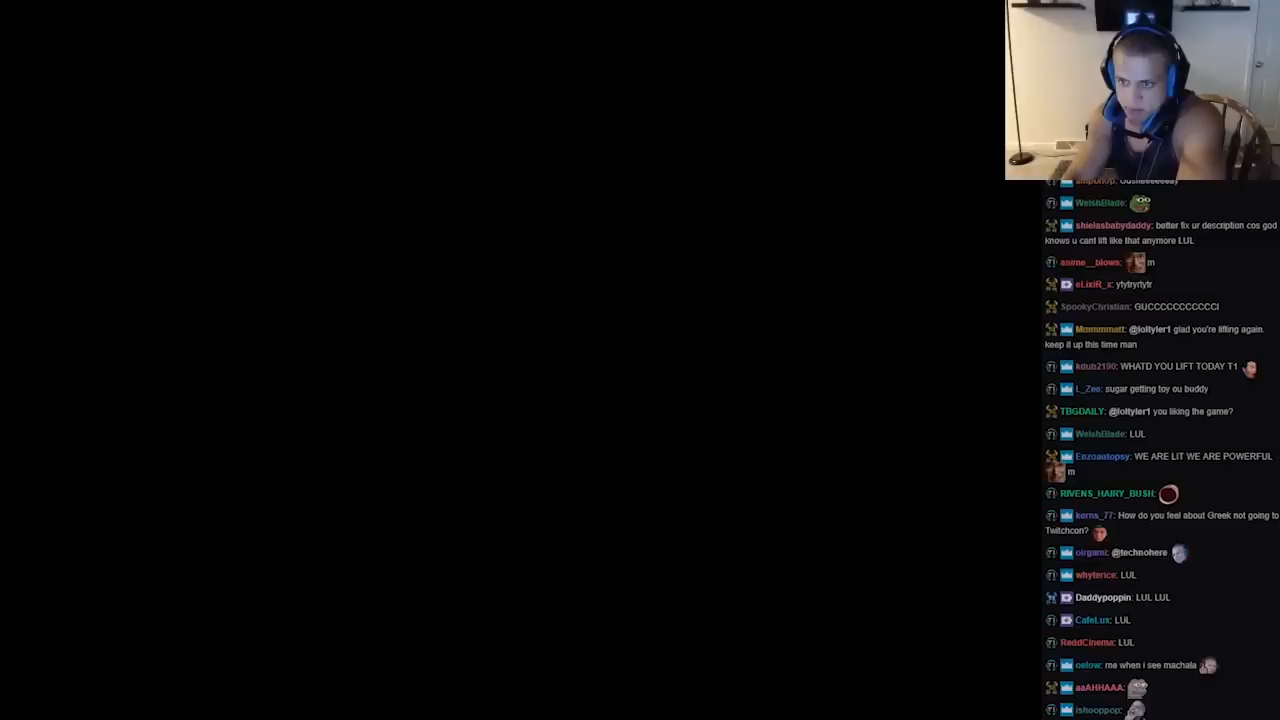 WelshBlade:
shielasbabydaddy: better fix ur description cos god
knows u cant lift like that anymore LUL
anime__blows: m
eLixiR_x: ytytryrtytr
SpookyChristian: GUCCCCCCCCCCCI
Mmmmmatt: @loltyler1 glad you're lifting again.
keep it up this time man
kdub2190: WHATD YOU LIFT TODAY T1
L_Zee: sugar getting toy ou buddy
TBGDAILY: @loltyler1 you liking the game?
WelshBlade: LUL
Enzoautopsy: WE ARE LIT WE ARE POWERFUL
m
RIVENS_HAIRY_BUSH:
kerns_77: How do you feel about Greek not going to
Twitchcon?
oirgami: @technohere
whyterice: LUL
Daddypoppin: LUL LUL
CafeLux: LUL
ReddCinema: LUL
oelow: me when i see machala
aaAHHAAA:
ishooppop: